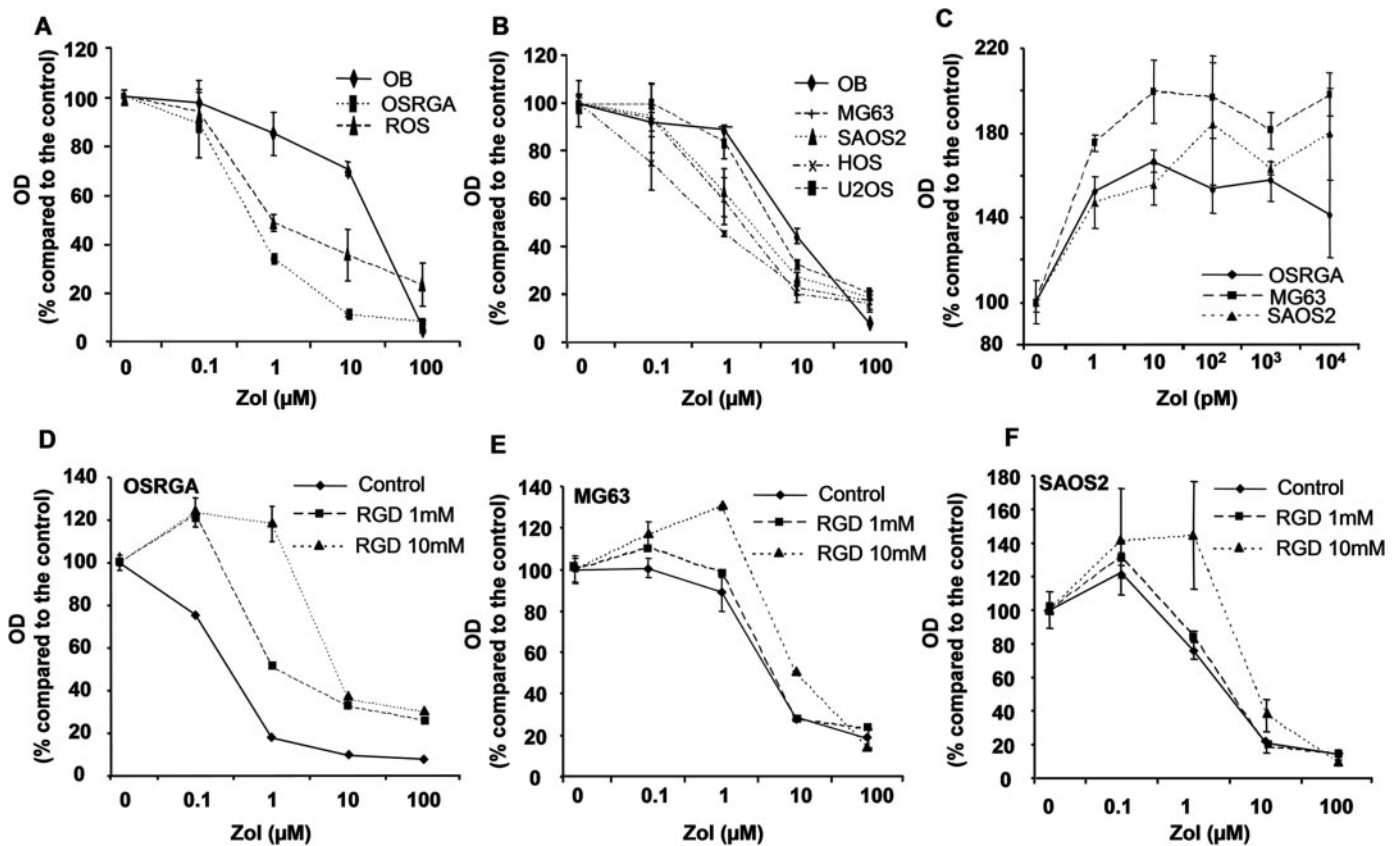 A
OD
(% compared to the control)
120
100
80
60
40
20
0
OB
OSRGA
ROS
0 0.1 1 10 100
Zol (µM)
B
OD
(% compraed to the control)
120
100
80
60
40
20
0
OB
MG63
SAOS2
HOS
U2OS
0 0.1 1 10 100
Zol (µM)
C
OD
(% compared to the control)
220
180
140
100
80
OSRGA
MG63
SAOS2
0 1 10 10² 10³ 10⁴
Zol (pM)
D
OD
(% compared to the control)
140
120
100
80
60
40
20
0
OSRGA
Control
RGD 1mM
RGD 10mM
0 0.1 1 10 100
Zol (µM)
E
OD
(% compared to the control)
140
120
100
80
60
40
20
0
MG63
Control
RGD 1mM
RGD 10mM
0 0.1 1 10 100
Zol (µM)
F
OD
(% compared to the control)
180
160
140
120
100
80
60
40
20
0
SAOS2
Control
RGD 1mM
RGD 10mM
0 0.1 1 10 100
Zol (µM)